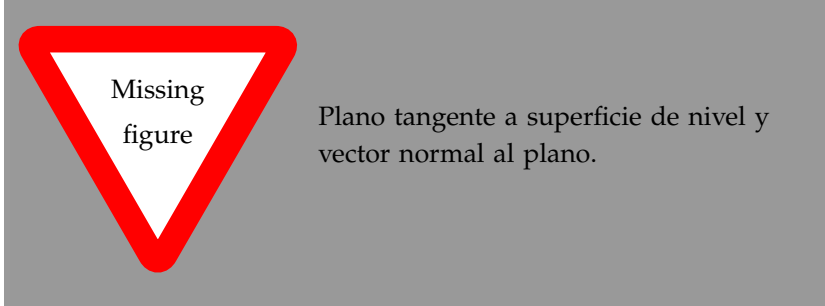 Missing
figure
Plano tangente a superficie de nivel y
vector normal al plano.